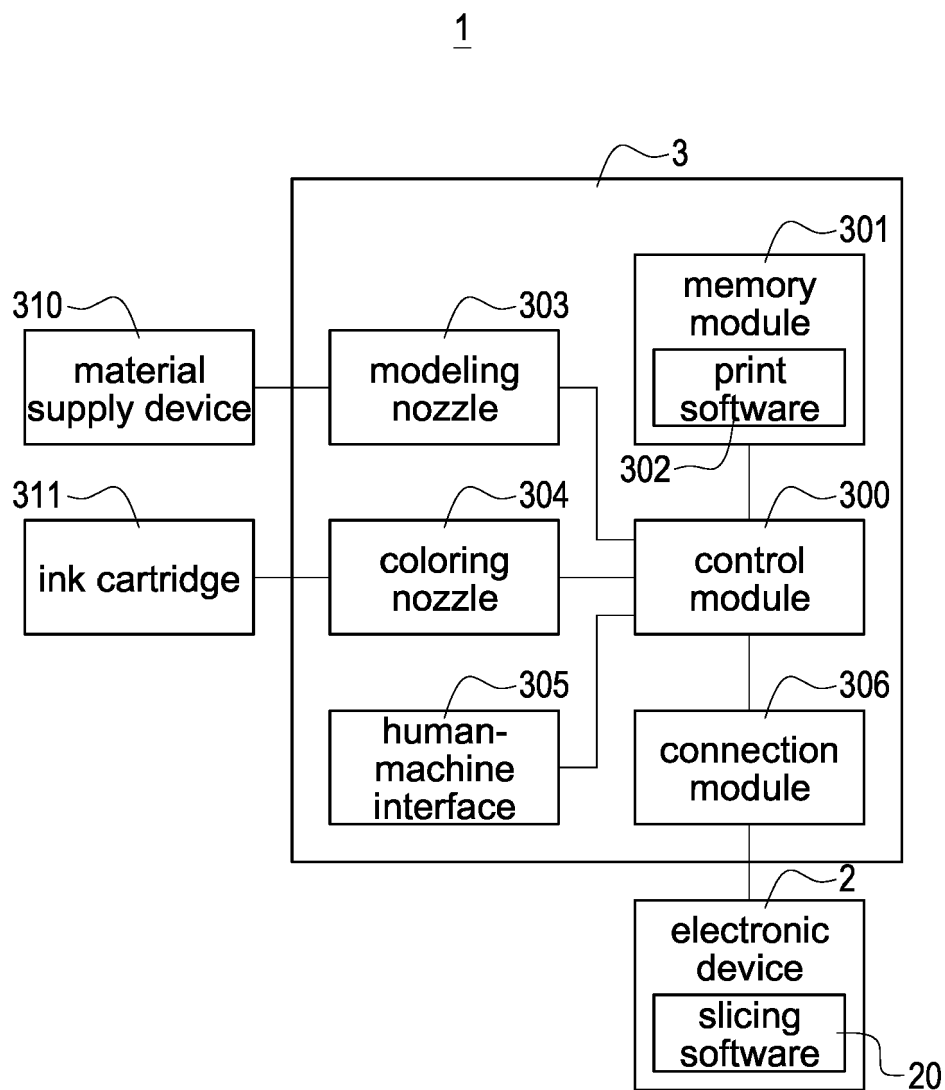 1
3
301
memory
module
print
software
302
310
material
supply device
303
modeling
nozzle
311
ink cartridge
304
coloring
nozzle
300
control
module
305
human-
machine
interface
306
connection
module
2
electronic
device
slicing
software
20